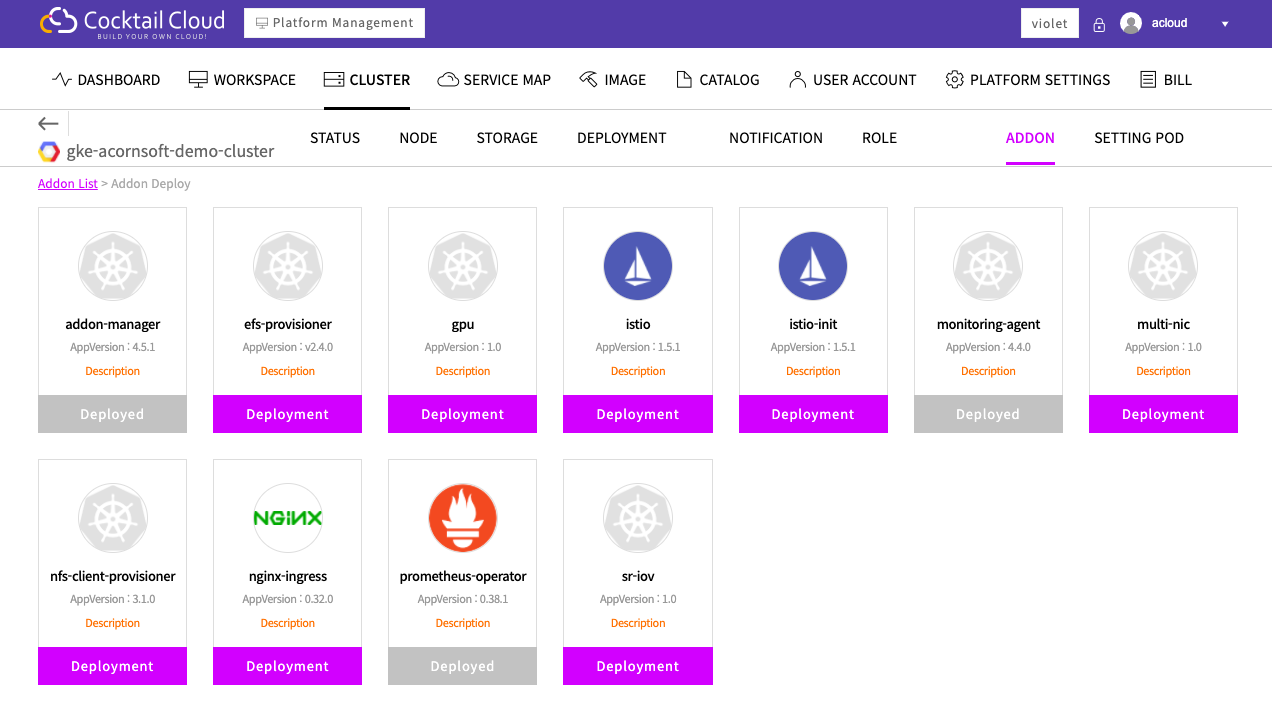 Cocktail Cloud
BUILD YOUR OWN CLOUD!
Platform Management
violet
acloud
DASHBOARD WORKSPACE CLUSTER SERVICE MAP IMAGE CATALOG USER ACCOUNT PLATFORM SETTINGS BILL
gke-acornsoft-demo-cluster
STATUS NODE STORAGE DEPLOYMENT NOTIFICATION ROLE ADDON SETTING POD
Addon List > Addon Deploy
addon-manager
AppVersion : 4.5.1
Description
Deployed
efs-provisioner
AppVersion : v2.4.0
Description
Deployment
gpu
AppVersion : 1.0
Description
Deployment
istio
AppVersion : 1.5.1
Description
Deployment
istio-init
AppVersion : 1.5.1
Description
Deployment
monitoring-agent
AppVersion : 4.4.0
Description
Deployed
multi-nic
AppVersion : 1.0
Description
Deployment
nfs-client-provisioner
AppVersion : 3.1.0
Description
Deployment
NGINX
nginx-ingress
AppVersion : 0.32.0
Description
Deployment
prometheus-operator
AppVersion : 0.38.1
Description
Deployed
sr-iov
AppVersion : 1.0
Description
Deployment